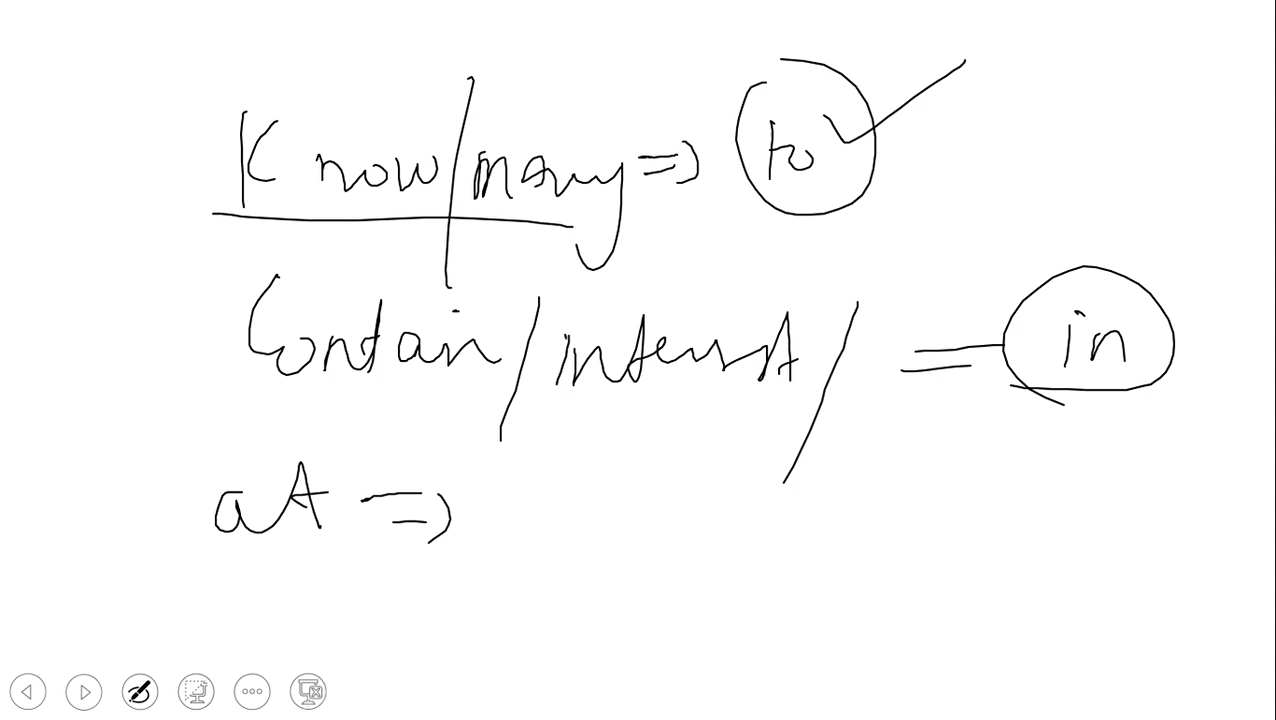 Know/marry => to
Contain/interest/ = in
at =>